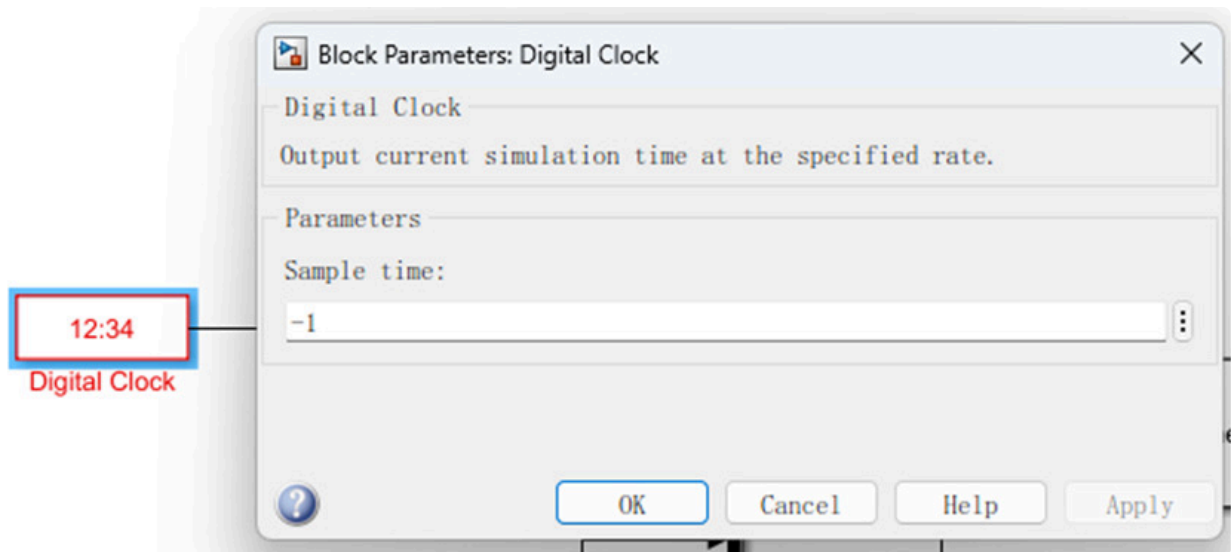 Block Parameters: Digital Clock
Digital Clock
Output current simulation time at the specified rate.
Parameters
Sample time:
-1
12:34
Digital Clock
OK
Cancel
Help
Apply